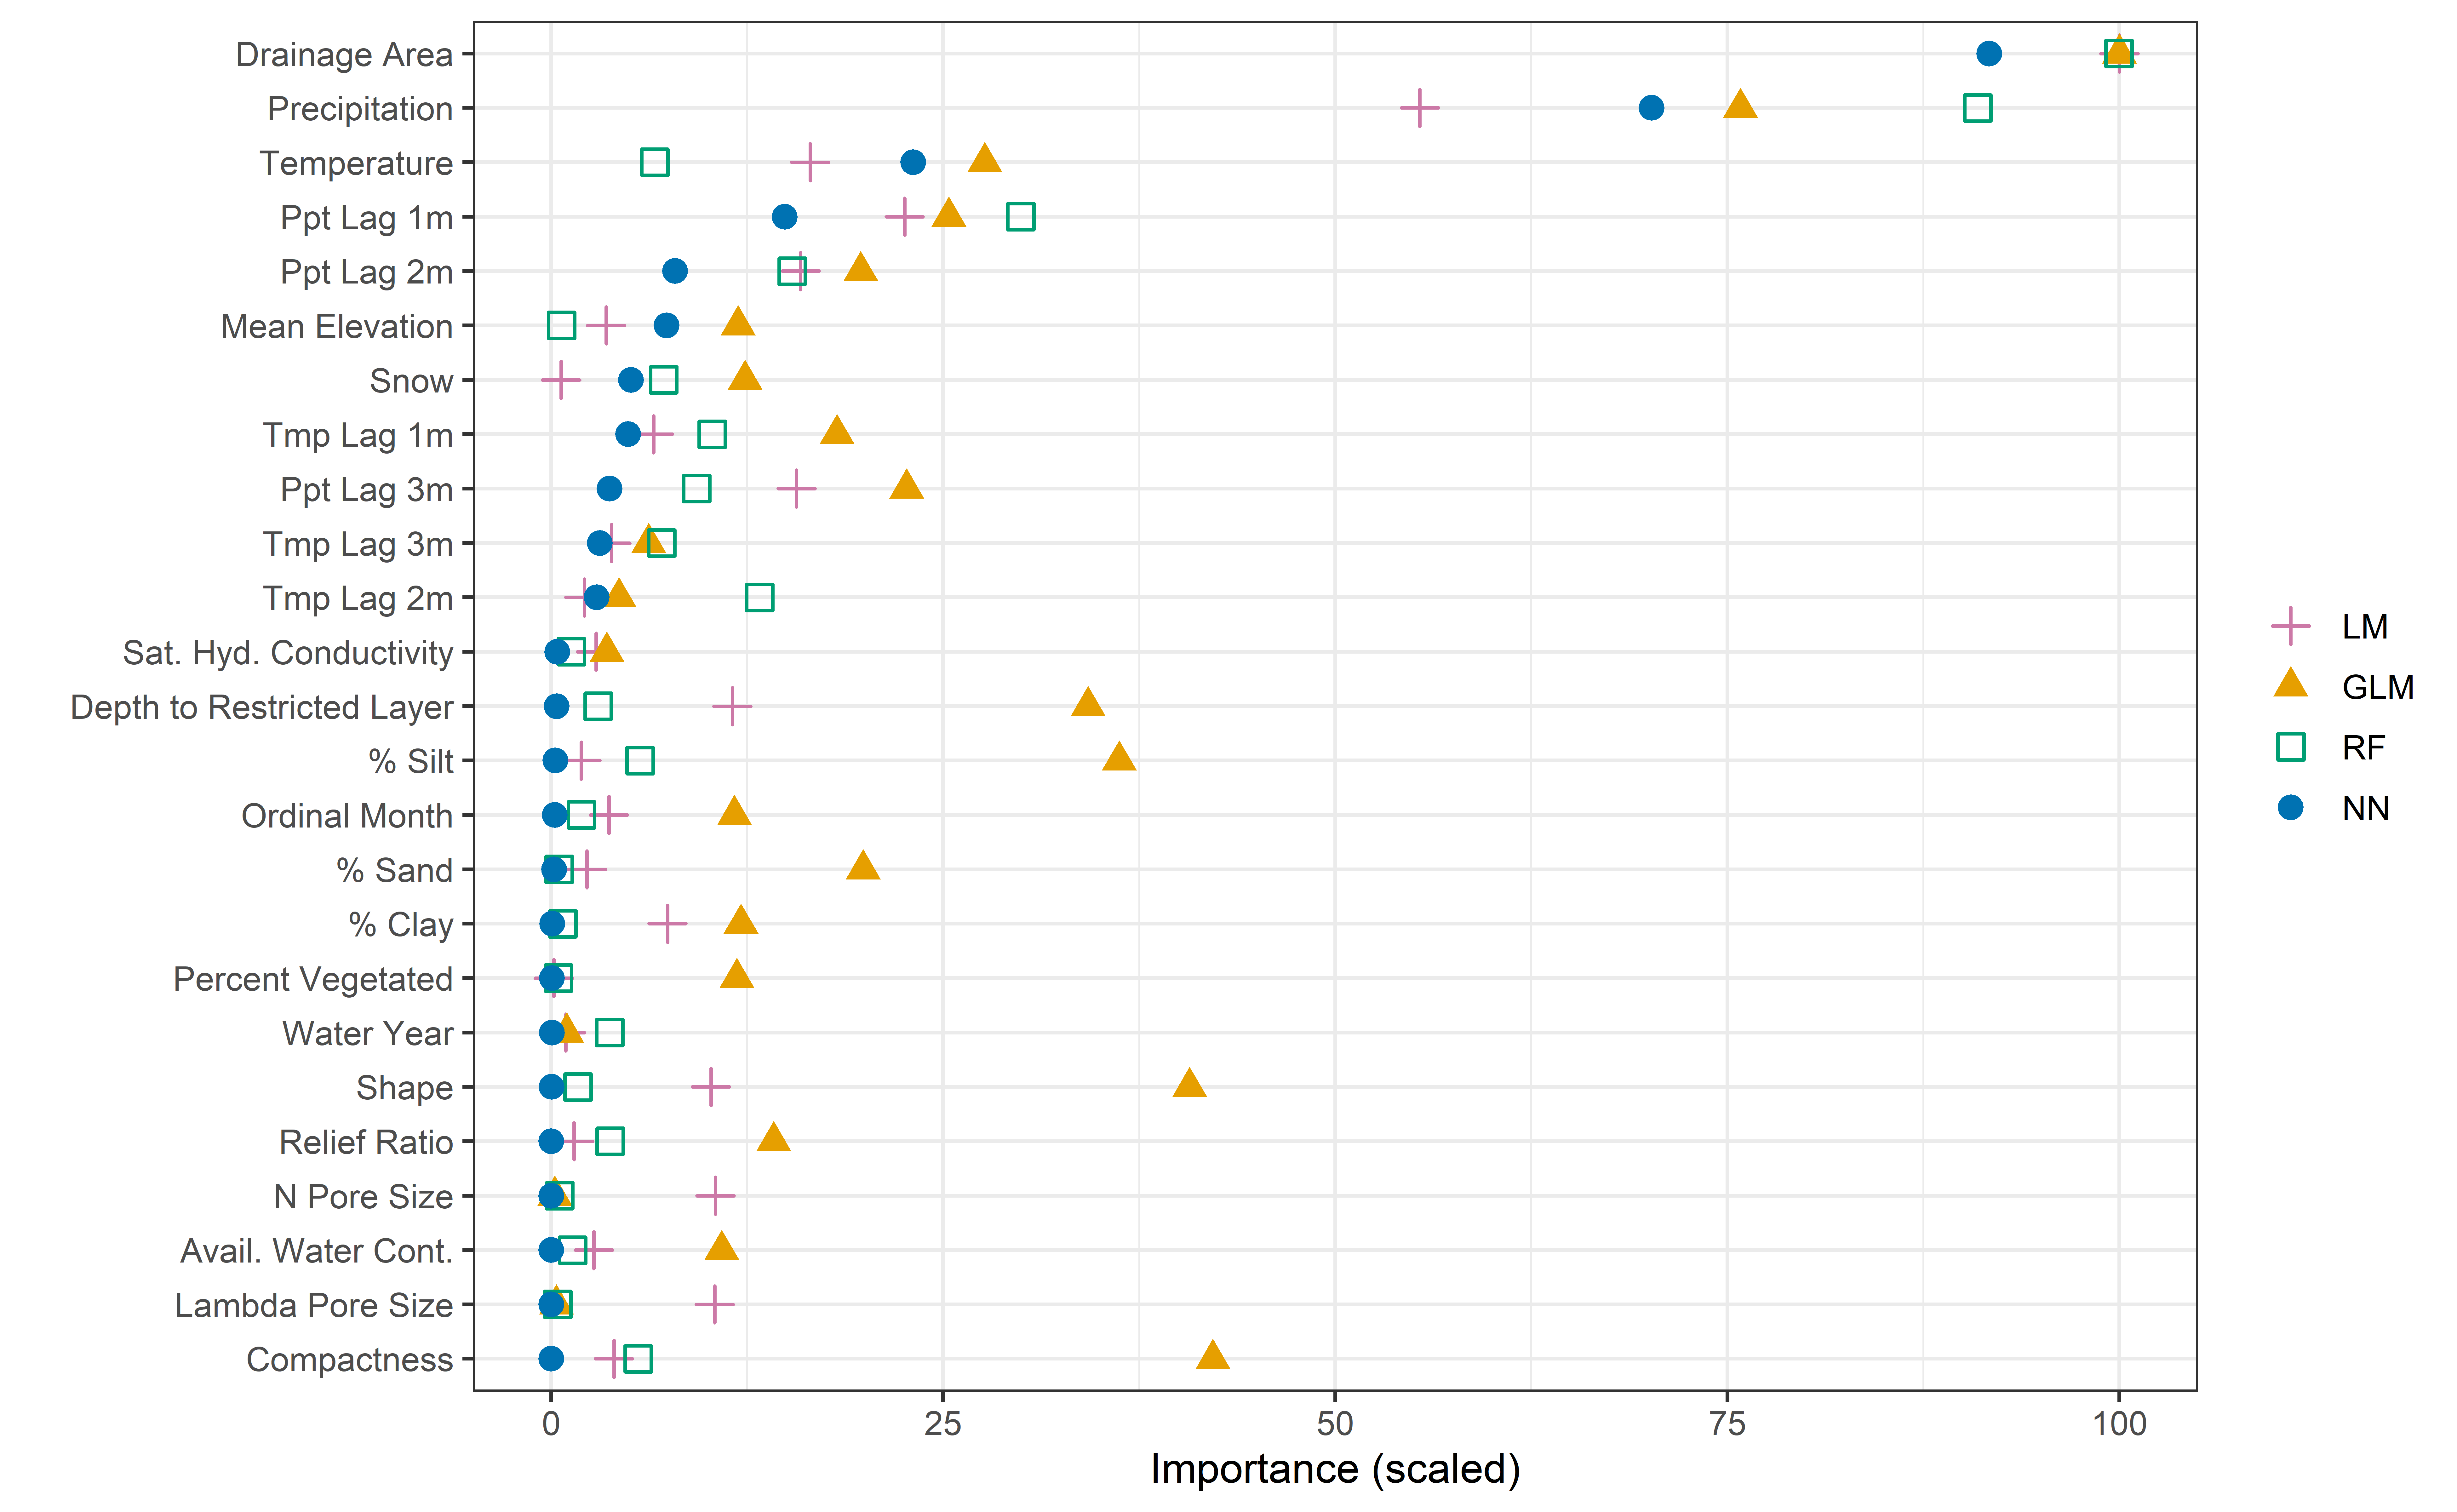 Drainage Area
Precipitation
Temperature
Ppt Lag 1m
Ppt Lag 2m
Mean Elevation
Snow
Tmp Lag 1m
Ppt Lag 3m
Tmp Lag 3m
Tmp Lag 2m
Sat. Hyd. Conductivity
Depth to Restricted Layer
% Silt
Ordinal Month
% Sand
% Clay
Percent Vegetated
Water Year
Shape
Relief Ratio
N Pore Size
Avail. Water Cont.
Lambda Pore Size
Compactness
0 25 50 75 100
Importance (scaled)
LM
GLM
RF
NN